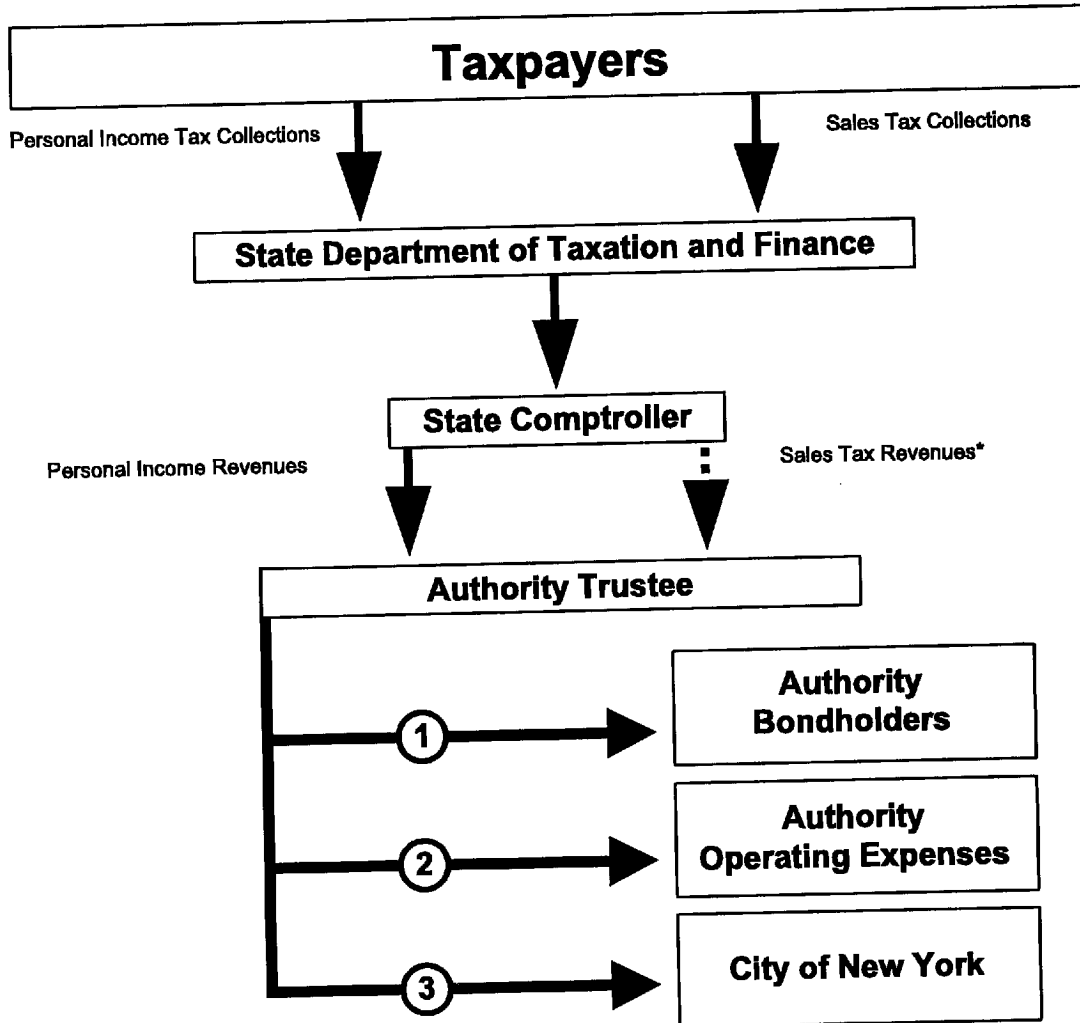 Taxpayers
Personal Income Tax Collections
Sales Tax Collections
State Department of Taxation and Finance
State Comptroller
Personal Income Revenues
Sales Tax Revenues*
Authority Trustee
1
Authority
Bondholders
2
Authority
Operating Expenses
3
City of New York